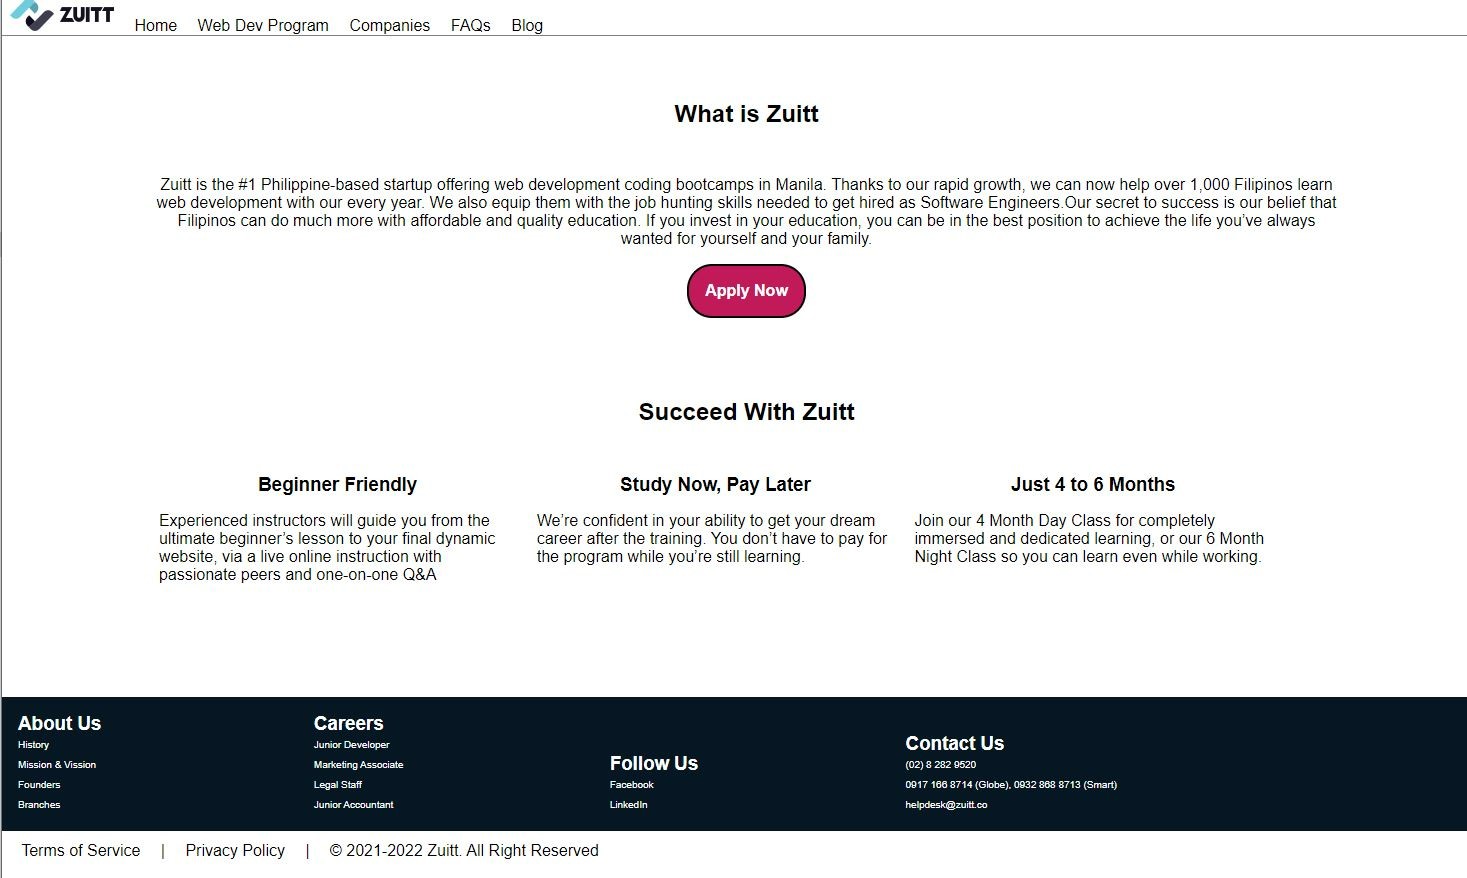 ZUITT
Home Web Dev Program Companies FAQs Blog
What is Zuitt
Zuitt is the #1 Philippine-based startup offering web development coding bootcamps in Manila. Thanks to our rapid growth, we can now help over 1,000 Filipinos learn
web development with our every year. We also equip them with the job hunting skills needed to get hired as Software Engineers.Our secret to success is our belief that
Filipinos can do much more with affordable and quality education. If you invest in your education, you can be in the best position to achieve the life you’ve always
wanted for yourself and your family.
Apply Now
Succeed With Zuitt
Beginner Friendly
Experienced instructors will guide you from the
ultimate beginner’s lesson to your final dynamic
website, via a live online instruction with
passionate peers and one-on-one Q&A
Study Now, Pay Later
We’re confident in your ability to get your dream
career after the training. You don’t have to pay for
the program while you’re still learning.
Just 4 to 6 Months
Join our 4 Month Day Class for completely
immersed and dedicated learning, or our 6 Month
Night Class so you can learn even while working.
About Us
History
Mission & Vission
Founders
Branches
Careers
Junior Developer
Marketing Associate
Legal Staff
Junior Accountant
Follow Us
Facebook
LinkedIn
Contact Us
(02) 8 282 9520
0917 166 8714 (Globe), 0932 868 8713 (Smart)
helpdesk@zuitt.co
Terms of Service | Privacy Policy | © 2021-2022 Zuitt. All Right Reserved